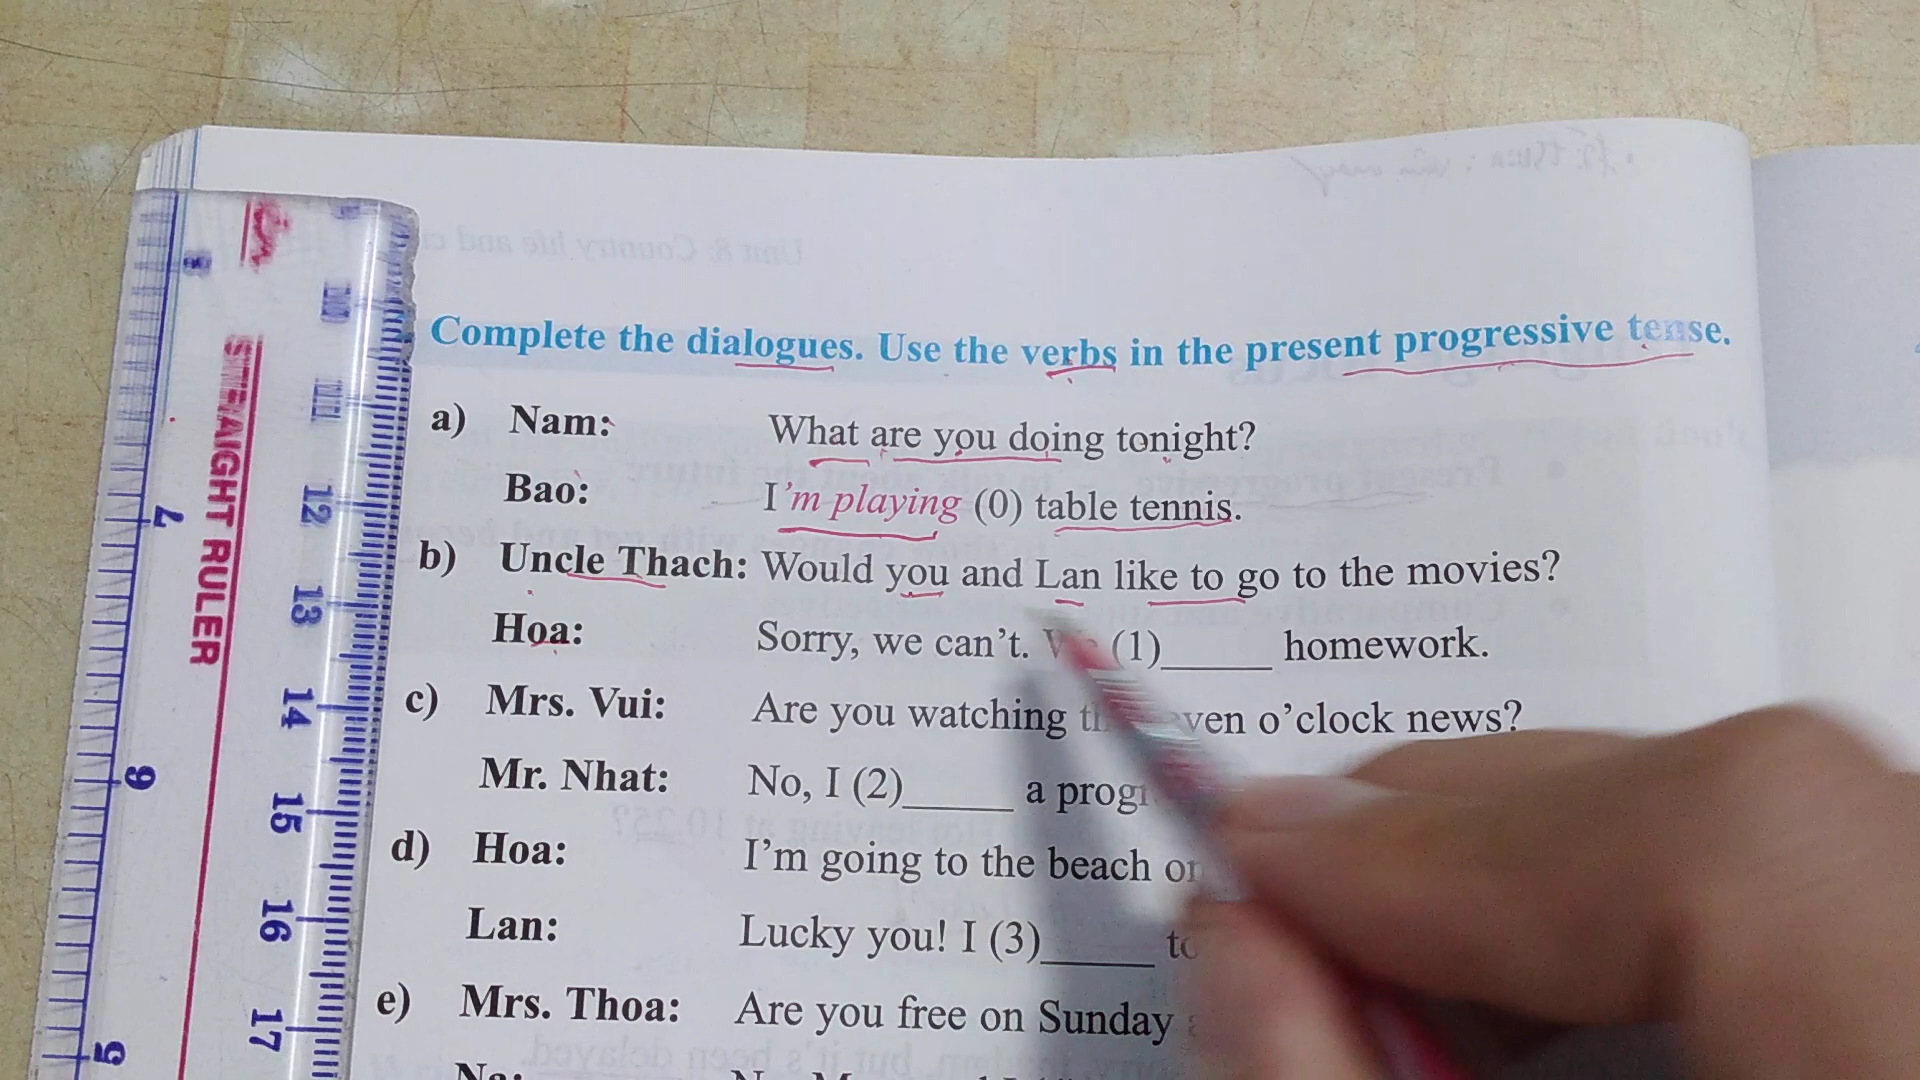 Complete the dialogues. Use the verbs in the present progressive tense.
a) Nam: What are you doing tonight?
Bao: I'm playing (0) table tennis.
b) Uncle Thach: Would you and Lan like to go to the movies?
Hoa: Sorry, we can't. (1)_____ homework.
c) Mrs. Vui: Are you watching o'clock news?
Mr. Nhat: No, I (2)_____ a
d) Hoa: I'm going to the beach
Lan: Lucky you! I (3)_____
e) Mrs. Thoa: Are you free on Sunday
STRAIGHT RULER
12
13
14
15
16
17